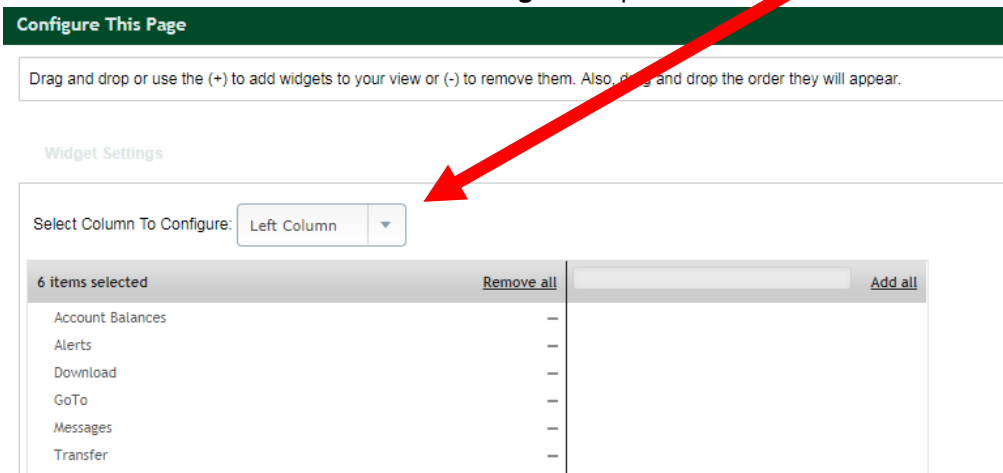 Configure This Page
Drag and drop or use the (+) to add widgets to your view or (-) to remove them. Also, drag and drop the order they will appear.
Widget Settings
Select Column To Configure: Left Column
6 items selected Remove all Add all
Account Balances –
Alerts –
Download –
GoTo –
Messages –
Transfer –